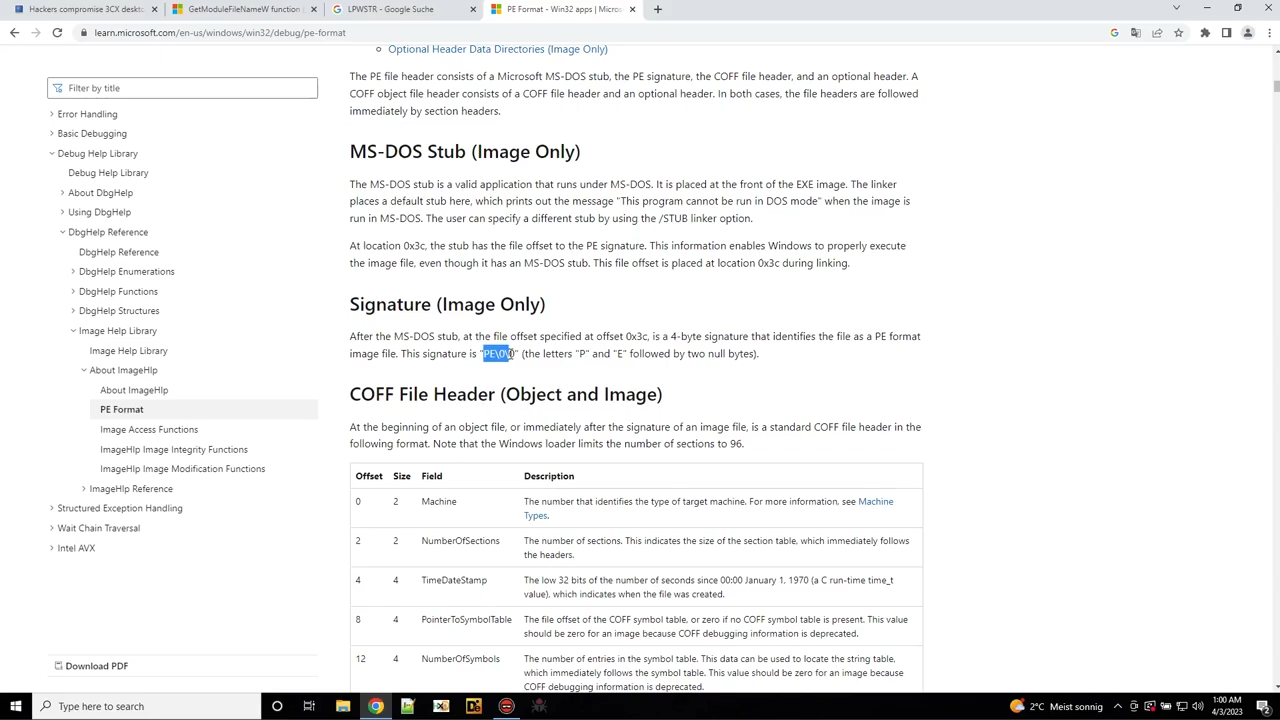 Hackers compromise 3CX deskto
GetModuleFileNameW function (
LPWSTR - Google Suche
PE Format - Win32 apps | Micros
learn.microsoft.com/en-us/windows/win32/debug/pe-format
Filter by title
Error Handling
Basic Debugging
Debug Help Library
Debug Help Library
About DbgHelp
Using DbgHelp
DbgHelp Reference
DbgHelp Reference
DbgHelp Enumerations
DbgHelp Functions
DbgHelp Structures
Image Help Library
Image Help Library
About ImageHlp
About ImageHlp
PE Format
Image Access Functions
ImageHlp Image Integrity Functions
ImageHlp Image Modification Functions
ImageHlp Reference
Structured Exception Handling
Wait Chain Traversal
Intel AVX
Download PDF
Optional Header Data Directories (Image Only)
The PE file header consists of a Microsoft MS-DOS stub, the PE signature, the COFF file header, and an optional header. A
COFF object file header consists of a COFF file header and an optional header. In both cases, the file headers are followed
immediately by section headers.
MS-DOS Stub (Image Only)
The MS-DOS stub is a valid application that runs under MS-DOS. It is placed at the front of the EXE image. The linker
places a default stub here, which prints out the message "This program cannot be run in DOS mode" when the image is
run in MS-DOS. The user can specify a different stub by using the /STUB linker option.
At location 0x3c, the stub has the file offset to the PE signature. This information enables Windows to properly execute
the image file, even though it has an MS-DOS stub. This file offset is placed at location 0x3c during linking.
Signature (Image Only)
After the MS-DOS stub, at the file offset specified at offset 0x3c, is a 4-byte signature that identifies the file as a PE format
image file. This signature is "PE\0\0" (the letters "P" and "E" followed by two null bytes).
COFF File Header (Object and Image)
At the beginning of an object file, or immediately after the signature of an image file, is a standard COFF file header in the
following format. Note that the Windows loader limits the number of sections to 96.
Offset Size Field Description
0 2 Machine The number that identifies the type of target machine. For more information, see Machine
Types.
2 2 NumberOfSections The number of sections. This indicates the size of the section table, which immediately follows
the headers.
4 4 TimeDateStamp The low 32 bits of the number of seconds since 00:00 January 1, 1970 (a C run-time time_t
value), which indicates when the file was created.
8 4 PointerToSymbolTable The file offset of the COFF symbol table, or zero if no COFF symbol table is present. This value
should be zero for an image because COFF debugging information is deprecated.
12 4 NumberOfSymbols The number of entries in the symbol table. This data can be used to locate the string table,
which immediately follows the symbol table. This value should be zero for an image because
COFF debugging information is deprecated.
Type here to search
2°C Meist sonnig
1:00 AM
4/3/2023